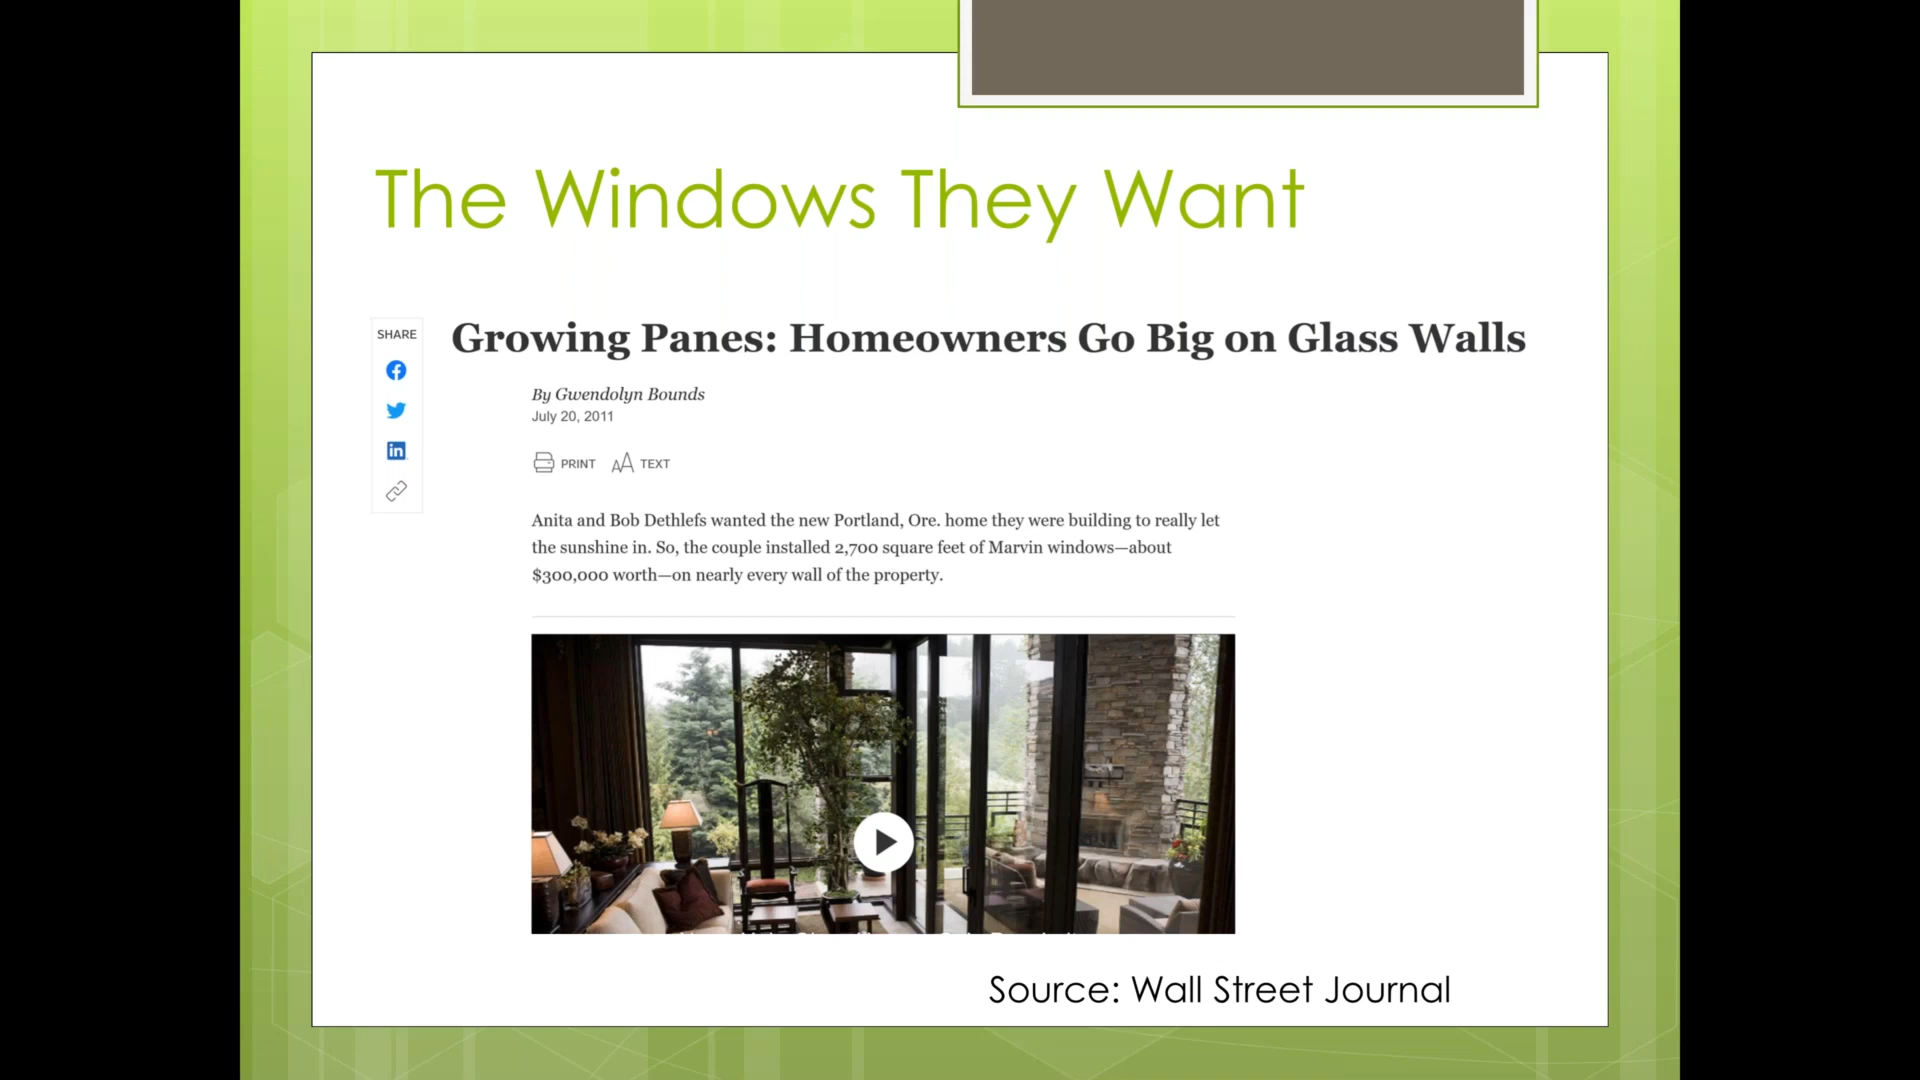 The Windows They Want
SHARE
Growing Panes: Homeowners Go Big on Glass Walls
By Gwendolyn Bounds
July 20, 2011
PRINT TEXT
Anita and Bob Dethlefs wanted the new Portland, Ore. home they were building to really let
the sunshine in. So, the couple installed 2,700 square feet of Marvin windows—about
$300,000 worth—on nearly every wall of the property.
Source: Wall Street Journal